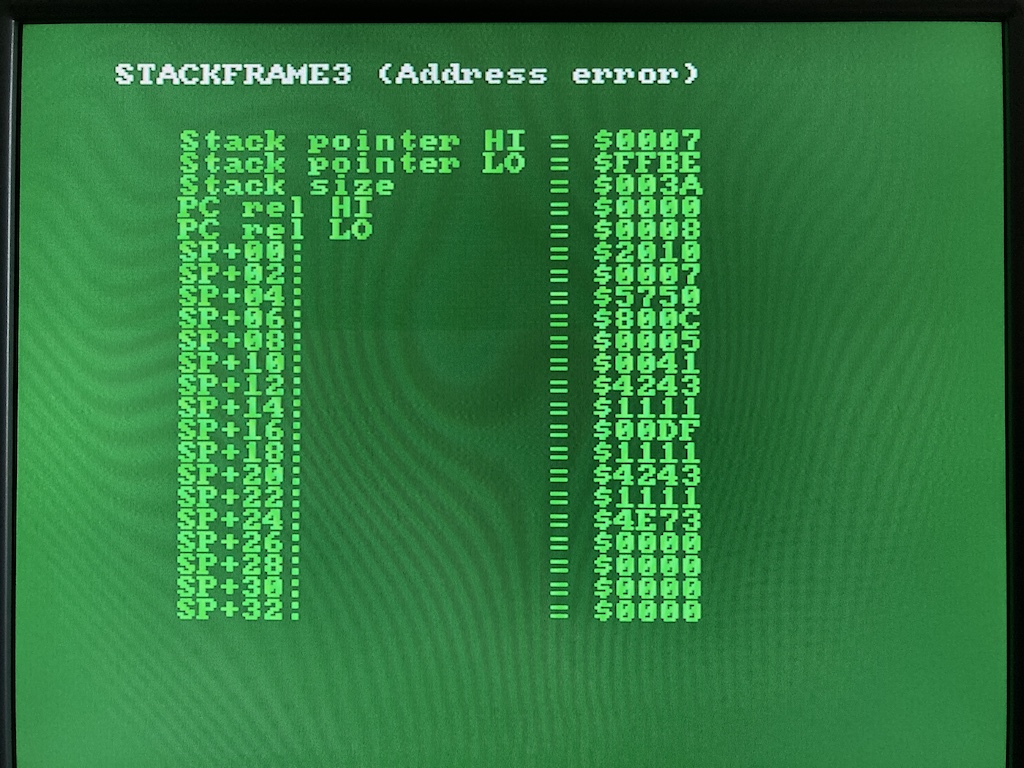 STACKFRAME3 (Address error)
Stack pointer HI = $0007
Stack pointer LO = $FFBE
Stack size = $003A
PC rel HI = $0000
PC rel LO = $0008
SP+00: = $2010
SP+02: = $0007
SP+04: = $5750
SP+06: = $800C
SP+08: = $0005
SP+10: = $0041
SP+12: = $4243
SP+14: = $1111
SP+16: = $00DF
SP+18: = $1111
SP+20: = $4243
SP+22: = $1111
SP+24: = $4E73
SP+26: = $0000
SP+28: = $0000
SP+30: = $0000
SP+32: = $0000